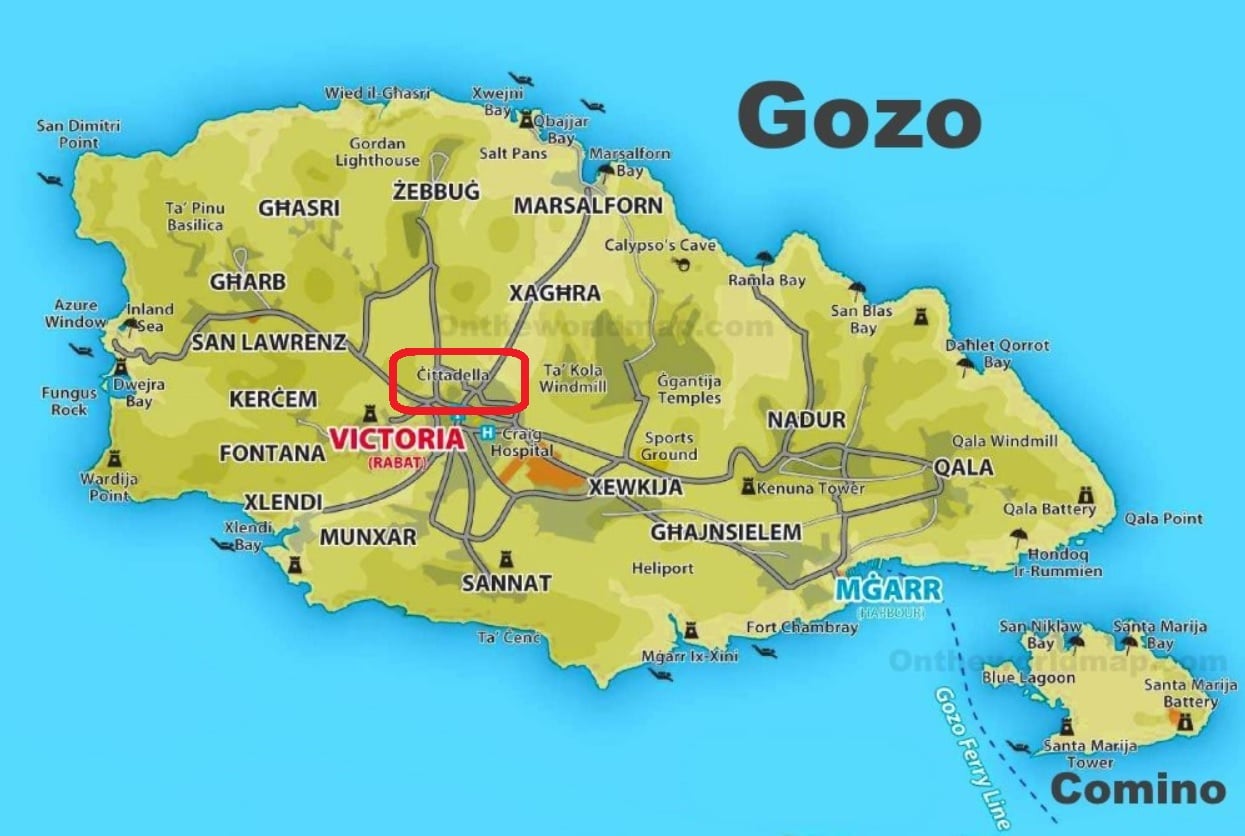 Gozo
Wied il-Għasri
Xwejni
Bay
Qbajjar
Bay
San Dimitri
Point
Gordan
Lighthouse
Salt Pans
Marsalforn
Bay
ŻEBBUĠ
Ta' Pinu
Basilica
GĦASRI
MARSALFORN
Calypso's Cave
GĦARB
XAGĦRA
Ramla Bay
Azure
Window
Inland
Sea
San Blas
Bay
Ontheworldmap.com
SAN LAWRENZ
Daħlet Qorrot
Bay
Ċittadella
Ta' Kola
Windmill
Ġgantija
Temples
Fungus
Rock
Dwejra
Bay
KERĊEM
NADUR
VICTORIA
(RABAT)
H
Craig
Hospital
Sports
Ground
Qala Windmill
FONTANA
QALA
Wardija
Point
XEWKIJA
Kenuna Tower
XLENDI
Qala Battery
Qala Point
Xlendi
Bay
MUNXAR
GĦAJNSIELEM
Ħondoq
Ir-Rummien
Heliport
SANNAT
MĠARR
(HARBOUR)
Ta' Ċenċ
Mġarr Ix-Xini
Fort Chambray
San Niklaw
Bay
Santa Marija
Bay
Ontheworldmap.com
Blue Lagoon
Santa Marija
Battery
Gozo Ferry Line
Santa Marija
Tower
Comino